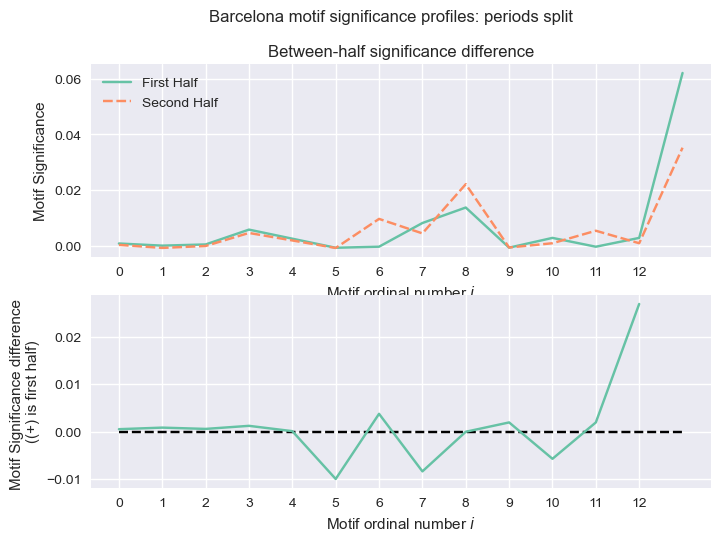 Barcelona motif significance profiles: periods split
Between-half significance difference
Motif Significance
0.06
0.04
0.02
0.00
First Half
Second Half
0 1 2 3 4 5 6 7 8 9 10 11 12
Motif ordinal number i
Motif Significance difference
((+) is first half)
0.02
0.01
0.00
−0.01
0 1 2 3 4 5 6 7 8 9 10 11 12
Motif ordinal number i